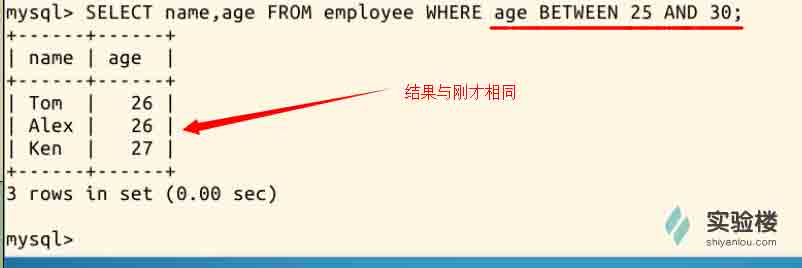 mysql> SELECT name,age FROM employee WHERE age BETWEEN 25 AND 30;
+------+------+
| name | age  |
+------+------+
| Tom  |   26 |
| Alex |   26 |
| Ken  |   27 |
+------+------+
结果与刚才相同
3 rows in set (0.00 sec)
mysql>
实验楼
shiyanlou.com